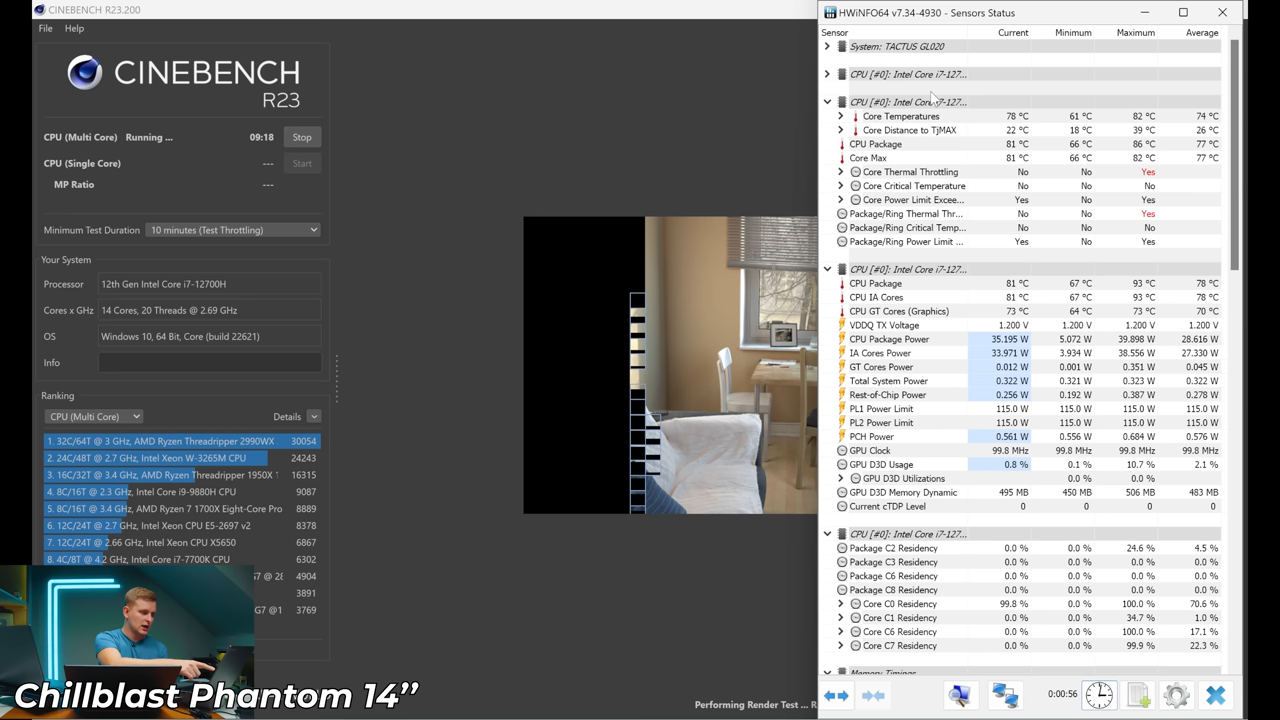 CINEBENCH R23.200
File Help
CINEBENCH
R23
CPU (Multi Core) Running ... 09:18 Stop
CPU (Single Core) --- Start
MP Ratio ---
Minimum Test Duration 10 minutes (Test Throttling)
Your System
Processor 12th Gen Intel Core i7-12700H
Cores x GHz 14 Cores, 20 Threads @ 2.69 GHz
OS Windows 10, 64 Bit, Core (build 22621)
Info
Ranking
CPU (Multi Core) Details
1. 32C/64T @ 3 GHz, AMD Ryzen Threadripper 2990WX 30054
2. 24C/48T @ 2.7 GHz, Intel Xeon W-3265M CPU 24243
3. 16C/32T @ 3.4 GHz, AMD Ryzen Threadripper 1950X 16315
4. 8C/16T @ 2.3 GHz, Intel Core i9-9880H CPU 9087
5. 8C/16T @ 3.4 GHz, AMD Ryzen 7 1700X Eight-Core Pro 8889
6. 12C/24T @ 2.7 GHz, Intel Xeon CPU E5-2697 v2 8378
7. 12C/24T @ 2.66 GHz, Intel Xeon CPU X5650 6867
8. 4C/8T @ 4.2 GHz, Intel Core i7-7700K CPU 6302
@ 28 4904
3891
G7 @1 3769
Chillblast Phantom 14”
Performing Render Test ...
HWiNFO64 v7.34-4930 - Sensors Status
Sensor Current Minimum Maximum Average
System: TACTUS GL020
CPU [#0]: Intel Core i7-127...
CPU [#0]: Intel Core i7-127...
Core Temperatures 78 °C 61 °C 82 °C 74 °C
Core Distance to TjMAX 22 °C 18 °C 39 °C 26 °C
CPU Package 81 °C 66 °C 86 °C 77 °C
Core Max 81 °C 66 °C 82 °C 77 °C
Core Thermal Throttling No No Yes
Core Critical Temperature No No No
Core Power Limit Excee... Yes No Yes
Package/Ring Thermal Thr... No No Yes
Package/Ring Critical Temp... No No No
Package/Ring Power Limit ... Yes No Yes
CPU [#0]: Intel Core i7-127...
CPU Package 81 °C 67 °C 93 °C 78 °C
CPU IA Cores 81 °C 67 °C 93 °C 78 °C
CPU GT Cores (Graphics) 73 °C 64 °C 73 °C 70 °C
VDDQ TX Voltage 1.200 V 1.200 V 1.200 V 1.200 V
CPU Package Power 35.195 W 5.072 W 39.898 W 28.616 W
IA Cores Power 33.971 W 3.934 W 38.556 W 27.330 W
GT Cores Power 0.012 W 0.001 W 0.351 W 0.045 W
Total System Power 0.322 W 0.321 W 0.323 W 0.322 W
Rest-of-Chip Power 0.256 W 0.192 W 0.387 W 0.278 W
PL1 Power Limit 115.0 W 115.0 W 115.0 W 115.0 W
PL2 Power Limit 115.0 W 115.0 W 115.0 W 115.0 W
PCH Power 0.561 W 0.556 W 0.684 W 0.576 W
GPU Clock 99.8 MHz 99.8 MHz 99.8 MHz 99.8 MHz
GPU D3D Usage 0.8 % 0.1 % 10.7 % 2.1 %
GPU D3D Utilizations 0.0 % 0.0 %
GPU D3D Memory Dynamic 495 MB 450 MB 506 MB 483 MB
Current cTDP Level 0 0 0 0
CPU [#0]: Intel Core i7-127...
Package C2 Residency 0.0 % 0.0 % 24.6 % 4.5 %
Package C3 Residency 0.0 % 0.0 % 0.0 % 0.0 %
Package C6 Residency 0.0 % 0.0 % 0.0 % 0.0 %
Package C8 Residency 0.0 % 0.0 % 0.0 % 0.0 %
Core C0 Residency 99.8 % 0.0 % 100.0 % 70.6 %
Core C1 Residency 0.0 % 34.7 % 1.0 %
Core C6 Residency 0.0 % 0.0 % 100.0 % 17.1 %
Core C7 Residency 0.0 % 0.0 % 99.9 % 22.3 %
Memory Timings
0:00:56